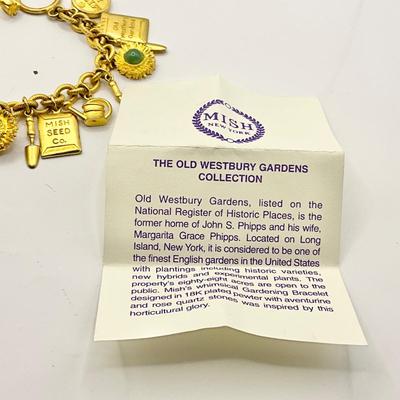 Old
Westbury
Gardens
MISH
SEED
Co.
MISH
NEW YORK
THE OLD WESTBURY GARDENS
COLLECTION
Old Westbury Gardens, listed on the
National Register of Historic Places, is the
former home of John S. Phipps and his wife,
Margarita Grace Phipps. Located on Long
Island, New York, it is considered to be one of
the finest English gardens in the United States
with plantings including historic varieties,
new hybrids and experimental plants. The
property's eighty-eight acres are open to the
public. Mish's whimsical Gardening Bracelet
designed in 18K plated pewter with aventurine
and rose quartz stones was inspired by this
horticultural glory.